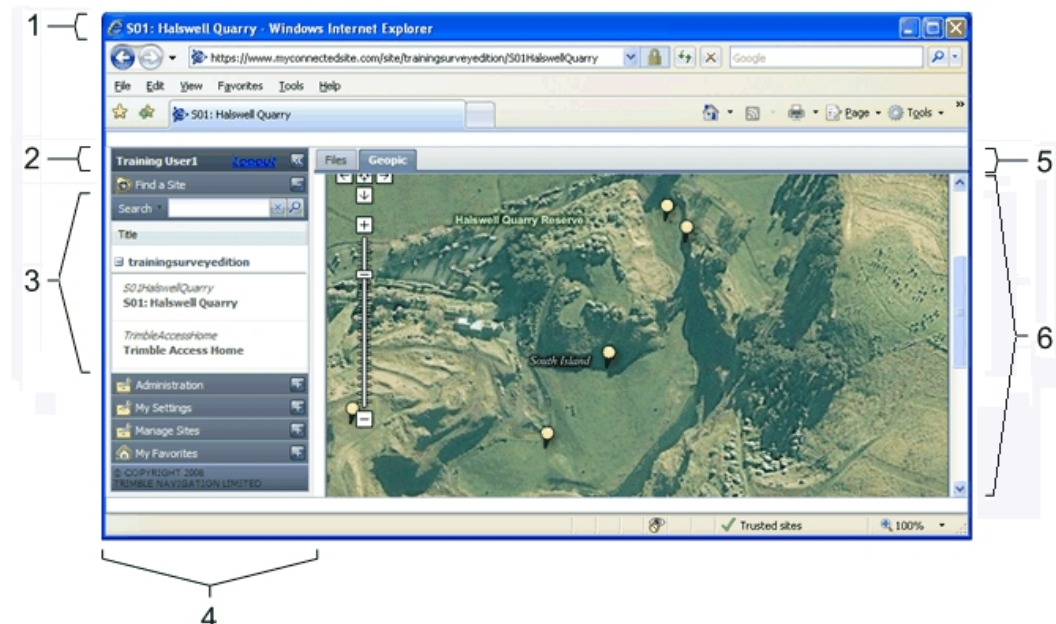 1
S01: Halswell Quarry - Windows Internet Explorer
https://www.myconnectedsite.com/site/trainingsurveyedition/S01HalswellQuarry
Google
File Edit View Favorites Tools Help
S01: Halswell Quarry
Page
Tools
2
Training User1
Logout
Files
Geopic
5
Find a Site
Search
Title
trainingsurveyedition
3
S01HalswellQuarry
S01: Halswell Quarry
TrimbleAccessHome
Trimble Access Home
Administration
My Settings
Manage Sites
My Favorites
© COPYRIGHT 2008
TRIMBLE NAVIGATION LIMITED
Halswell Quarry Reserve
South Island
6
Trusted sites
100%
4